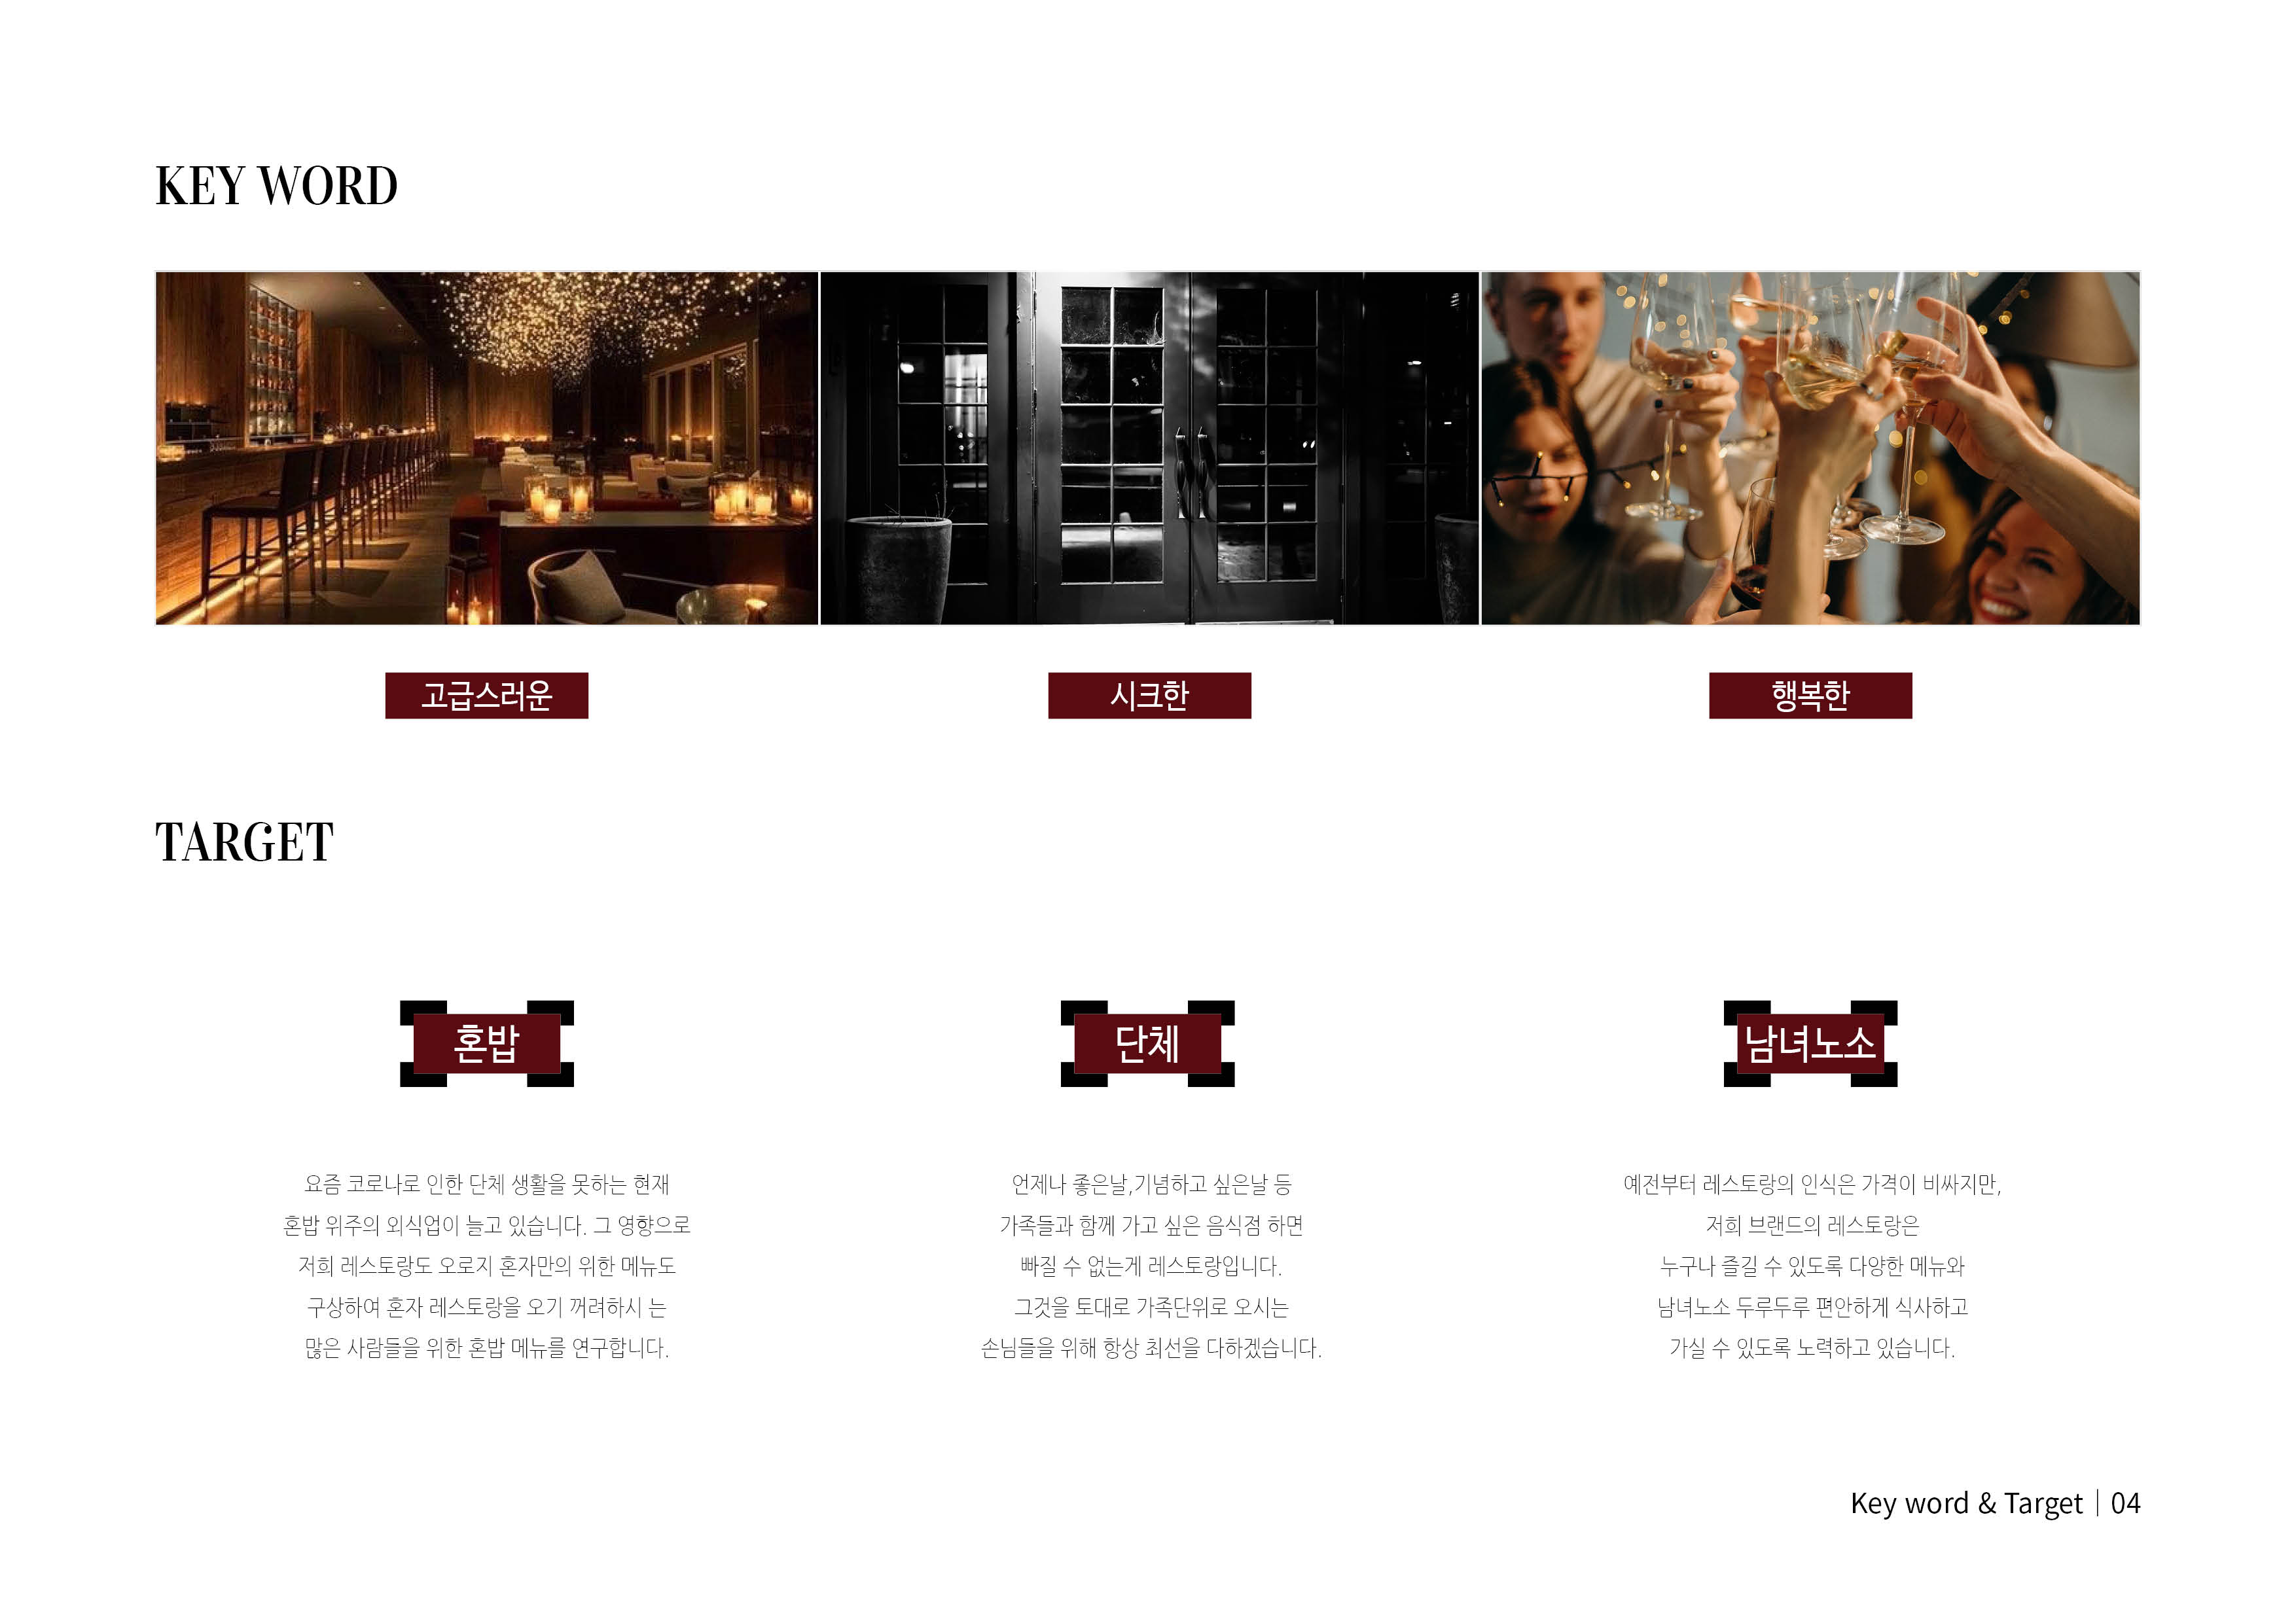 KEY WORD
고급스러운
시크한
행복한
TARGET
혼밥
단체
남녀노소
요즘 코로나로 인한 단체 생활을 못하는 현재
혼밥 위주의 외식업이 늘고 있습니다. 그 영향으로
저희 레스토랑도 오로지 혼자만의 위한 메뉴도
구상하여 혼자 레스토랑을 오기 꺼려하시 는
많은 사람들을 위한 혼밥 메뉴를 연구합니다.
언제나 좋은날,기념하고 싶은날 등
가족들과 함께 가고 싶은 음식점 하면
빠질 수 없는게 레스토랑입니다.
그것을 토대로 가족단위로 오시는
손님들을 위해 항상 최선을 다하겠습니다.
예전부터 레스토랑의 인식은 가격이 비싸지만,
저희 브랜드의 레스토랑은
누구나 즐길 수 있도록 다양한 메뉴와
남녀노소 두루두루 편안하게 식사하고
가실 수 있도록 노력하고 있습니다.
Key word & Target | 04